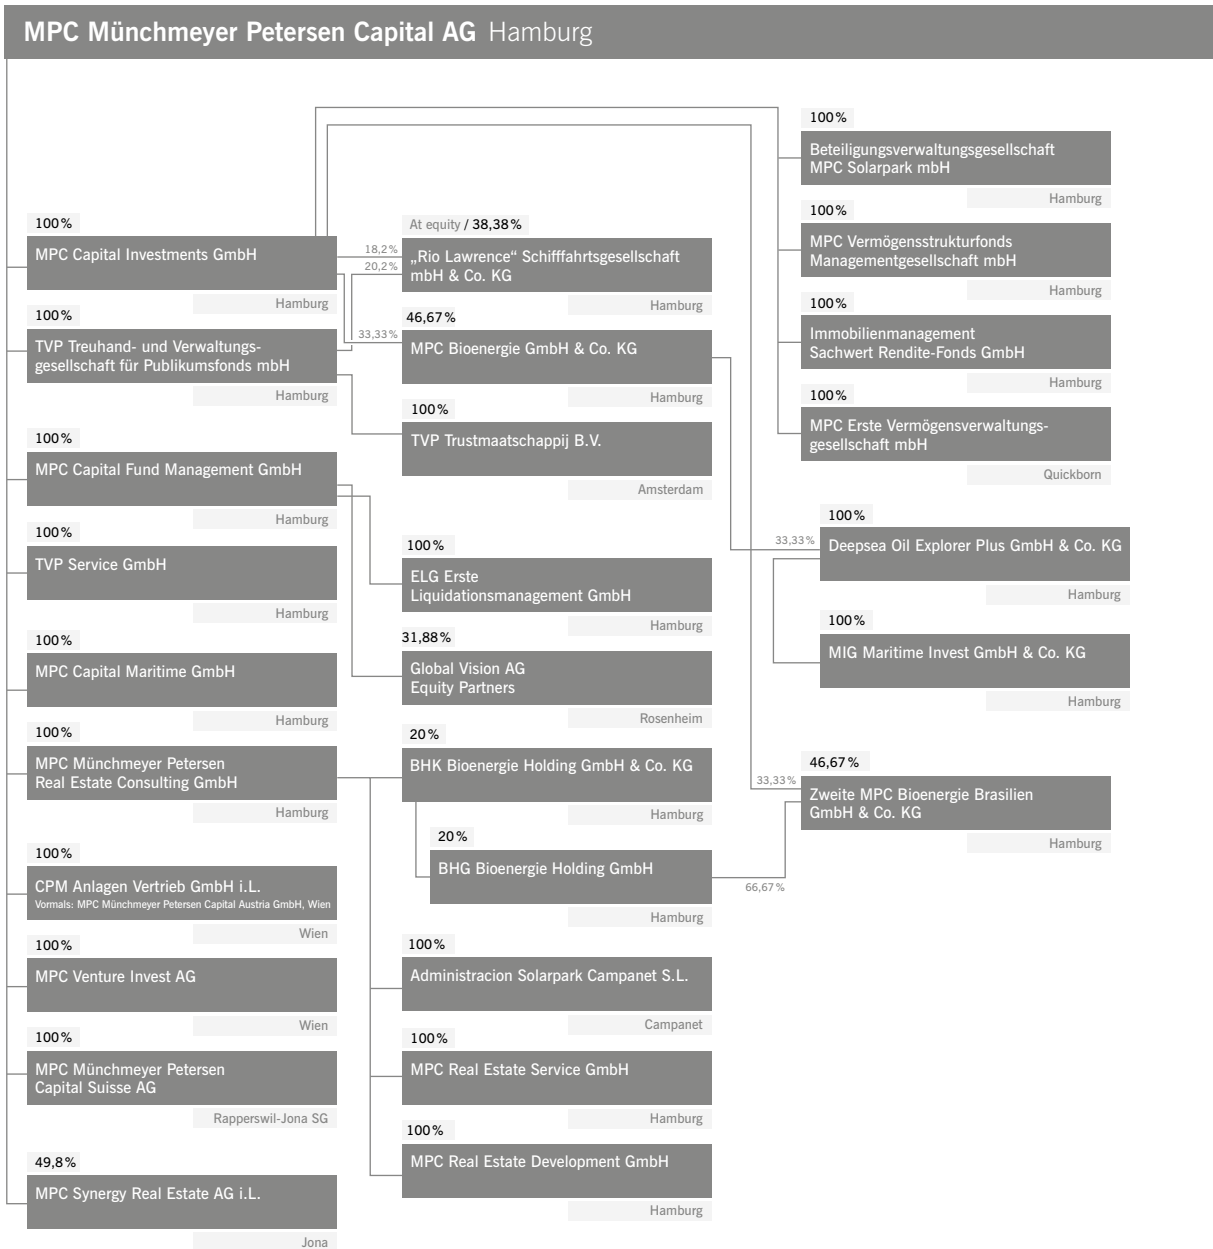 MPC Münchmeyer Petersen Capital AG Hamburg
100%
MPC Capital Investments GmbH
Hamburg
100%
TVP Treuhand- und Verwaltungs-
gesellschaft für Publikumsfonds mbH
Hamburg
100%
MPC Capital Fund Management GmbH
Hamburg
100%
TVP Service GmbH
Hamburg
100%
MPC Capital Maritime GmbH
Hamburg
100%
MPC Münchmeyer Petersen
Real Estate Consulting GmbH
Hamburg
100%
CPM Anlagen Vertrieb GmbH i.L.
Vormals: MPC Münchmeyer Petersen Capital Austria GmbH, Wien
Wien
100%
MPC Venture Invest AG
Wien
100%
MPC Münchmeyer Petersen
Capital Suisse AG
Rapperswil-Jona SG
49,8%
MPC Synergy Real Estate AG i.L.
Jona
At equity / 38,38%
18,2%
20,2%
„Rio Lawrence“ Schifffahrtsgesellschaft
mbH & Co. KG
Hamburg
46,67%
33,33%
MPC Bioenergie GmbH & Co. KG
Hamburg
100%
TVP Trustmaatschappij B.V.
Amsterdam
100%
ELG Erste
Liquidationsmanagement GmbH
Hamburg
31,88%
Global Vision AG
Equity Partners
Rosenheim
20%
BHK Bioenergie Holding GmbH & Co. KG
Hamburg
20%
BHG Bioenergie Holding GmbH
66,67%
Hamburg
100%
Administracion Solarpark Campanet S.L.
Campanet
100%
MPC Real Estate Service GmbH
Hamburg
100%
MPC Real Estate Development GmbH
Hamburg
100%
Beteiligungsverwaltungsgesellschaft
MPC Solarpark mbH
Hamburg
100%
MPC Vermögensstrukturfonds
Managementgesellschaft mbH
Hamburg
100%
Immobilienmanagement
Sachwert Rendite-Fonds GmbH
Hamburg
100%
MPC Erste Vermögensverwaltungs-
gesellschaft mbH
Quickborn
100%
33,33%
Deepsea Oil Explorer Plus GmbH & Co. KG
Hamburg
100%
MIG Maritime Invest GmbH & Co. KG
Hamburg
46,67%
33,33%
Zweite MPC Bioenergie Brasilien
GmbH & Co. KG
Hamburg